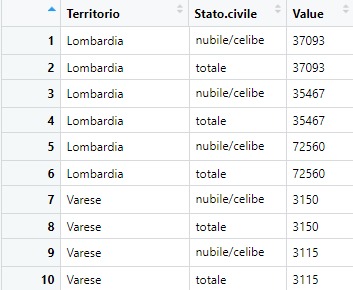 Territorio Stato.civile Value
1 Lombardia nubile/celibe 37093
2 Lombardia totale 37093
3 Lombardia nubile/celibe 35467
4 Lombardia totale 35467
5 Lombardia nubile/celibe 72560
6 Lombardia totale 72560
7 Varese nubile/celibe 3150
8 Varese totale 3150
9 Varese nubile/celibe 3115
10 Varese totale 3115